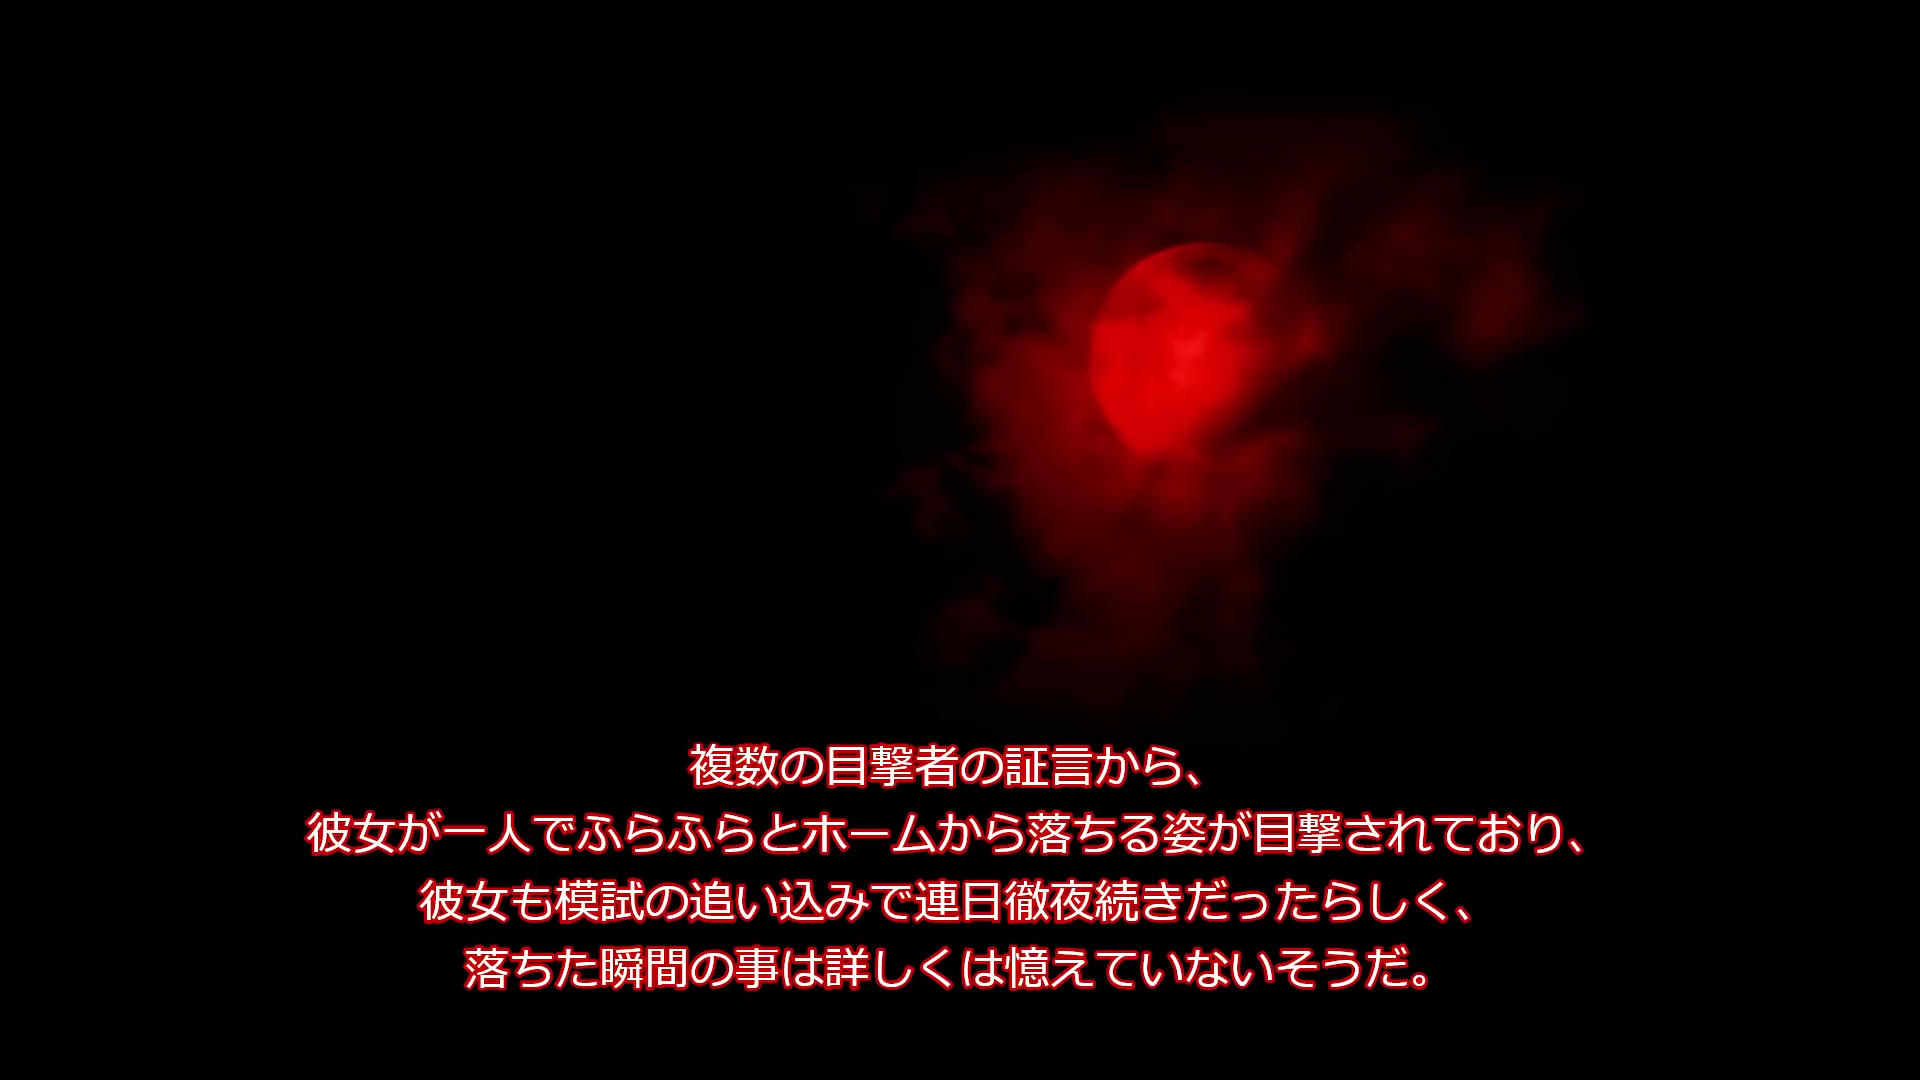 複数の目撃者の証言から、
彼女が一人でふらふらとホームから落ちる姿が目撃されており、
彼女も模試の追い込みで連日徹夜続きだったらしく、
落ちた瞬間の事は詳しくは憶えていないそうだ。